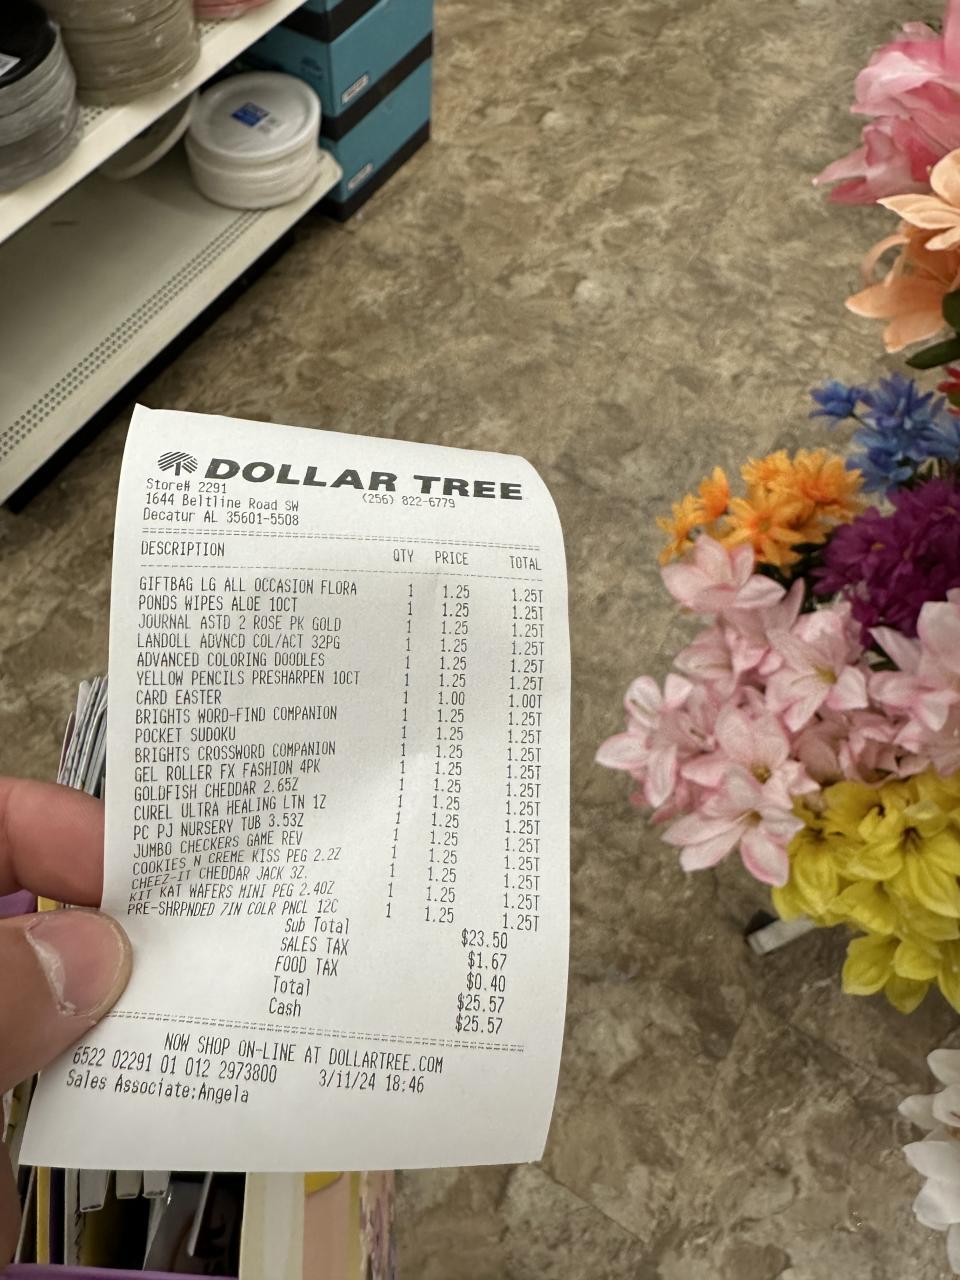 DOLLAR TREE
Store# 2291 (256) 822-6779
1644 Beltline Road SW
Decatur AL 35601-5508
DESCRIPTION QTY PRICE TOTAL
GIFTBAG LG ALL OCCASION FLORA 1 1.25 1.25T
PONDS WIPES ALOE 10CT 1 1.25 1.25T
JOURNAL ASTD 2 ROSE PK GOLD 1 1.25 1.25T
LANDOLL ADVNCD COL/ACT 32PG 1 1.25 1.25T
ADVANCED COLORING DOODLES 1 1.25 1.25T
YELLOW PENCILS PRESHARPEN 10CT 1 1.25 1.25T
CARD EASTER 1 1.00 1.00T
BRIGHTS WORD-FIND COMPANION 1 1.25 1.25T
POCKET SUDOKU 1 1.25 1.25T
BRIGHTS CROSSWORD COMPANION 1 1.25 1.25T
GEL ROLLER FX FASHION 4PK 1 1.25 1.25T
GOLDFISH CHEDDAR 2.65Z 1 1.25 1.25T
CUREL ULTRA HEALING LTN 1Z 1 1.25 1.25T
PC PJ NURSERY TUB 3.53Z 1 1.25 1.25T
JUMBO CHECKERS GAME REV 1 1.25 1.25T
COOKIES N CREME KISS PEG 2.2Z 1 1.25 1.25T
CHEEZ-IT CHEDDAR JACK 3Z. 1 1.25 1.25T
KIT KAT WAFERS MINI PEG 2.40Z 1 1.25 1.25T
PRE-SHRPNDED 7IN COLR PNCL 12C 1 1.25 1.25T
Sub Total $23.50
SALES TAX $1.67
FOOD TAX $0.40
Total $25.57
Cash $25.57
NOW SHOP ON-LINE AT DOLLARTREE.COM
6522 02291 01 012 2973800 3/11/24 18:46
Sales Associate:Angela